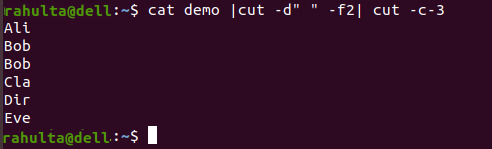 rahulta@dell:~$ cat demo |cut -d" " -f2| cut -c-3
Ali
Bob
Bob
Cla
Dir
Eve
rahulta@dell:~$